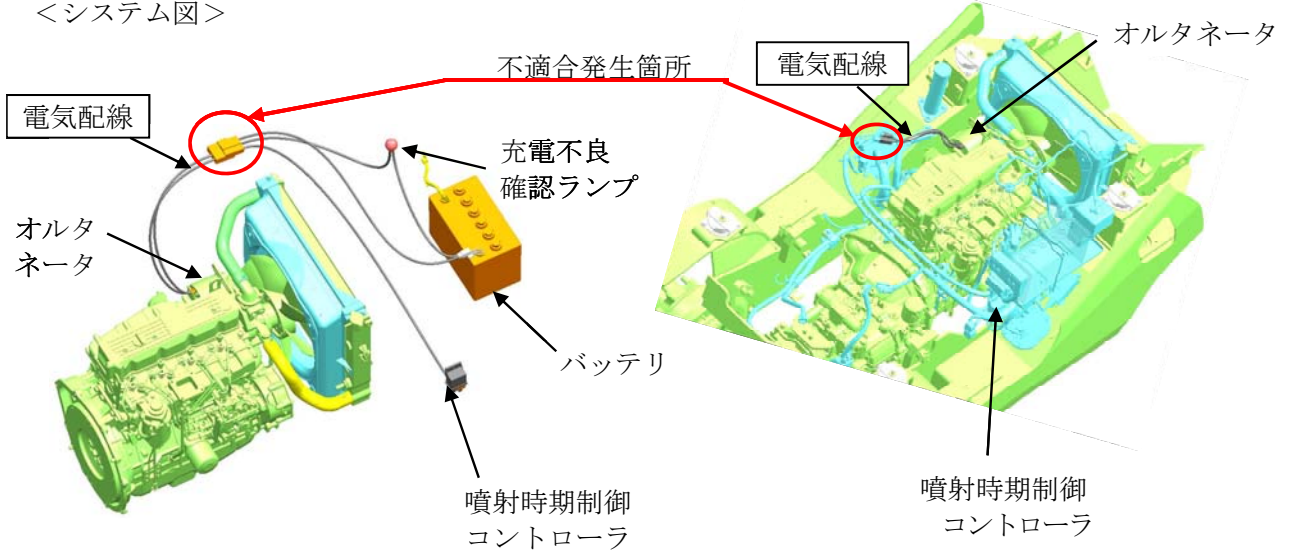 ＜システム図＞
不適合発生箇所
電気配線
オルタネータ
電気配線
充電不良
確認ランプ
オルタ
ネータ
バッテリ
噴射時期制御
コントローラ
噴射時期制御
コントローラ